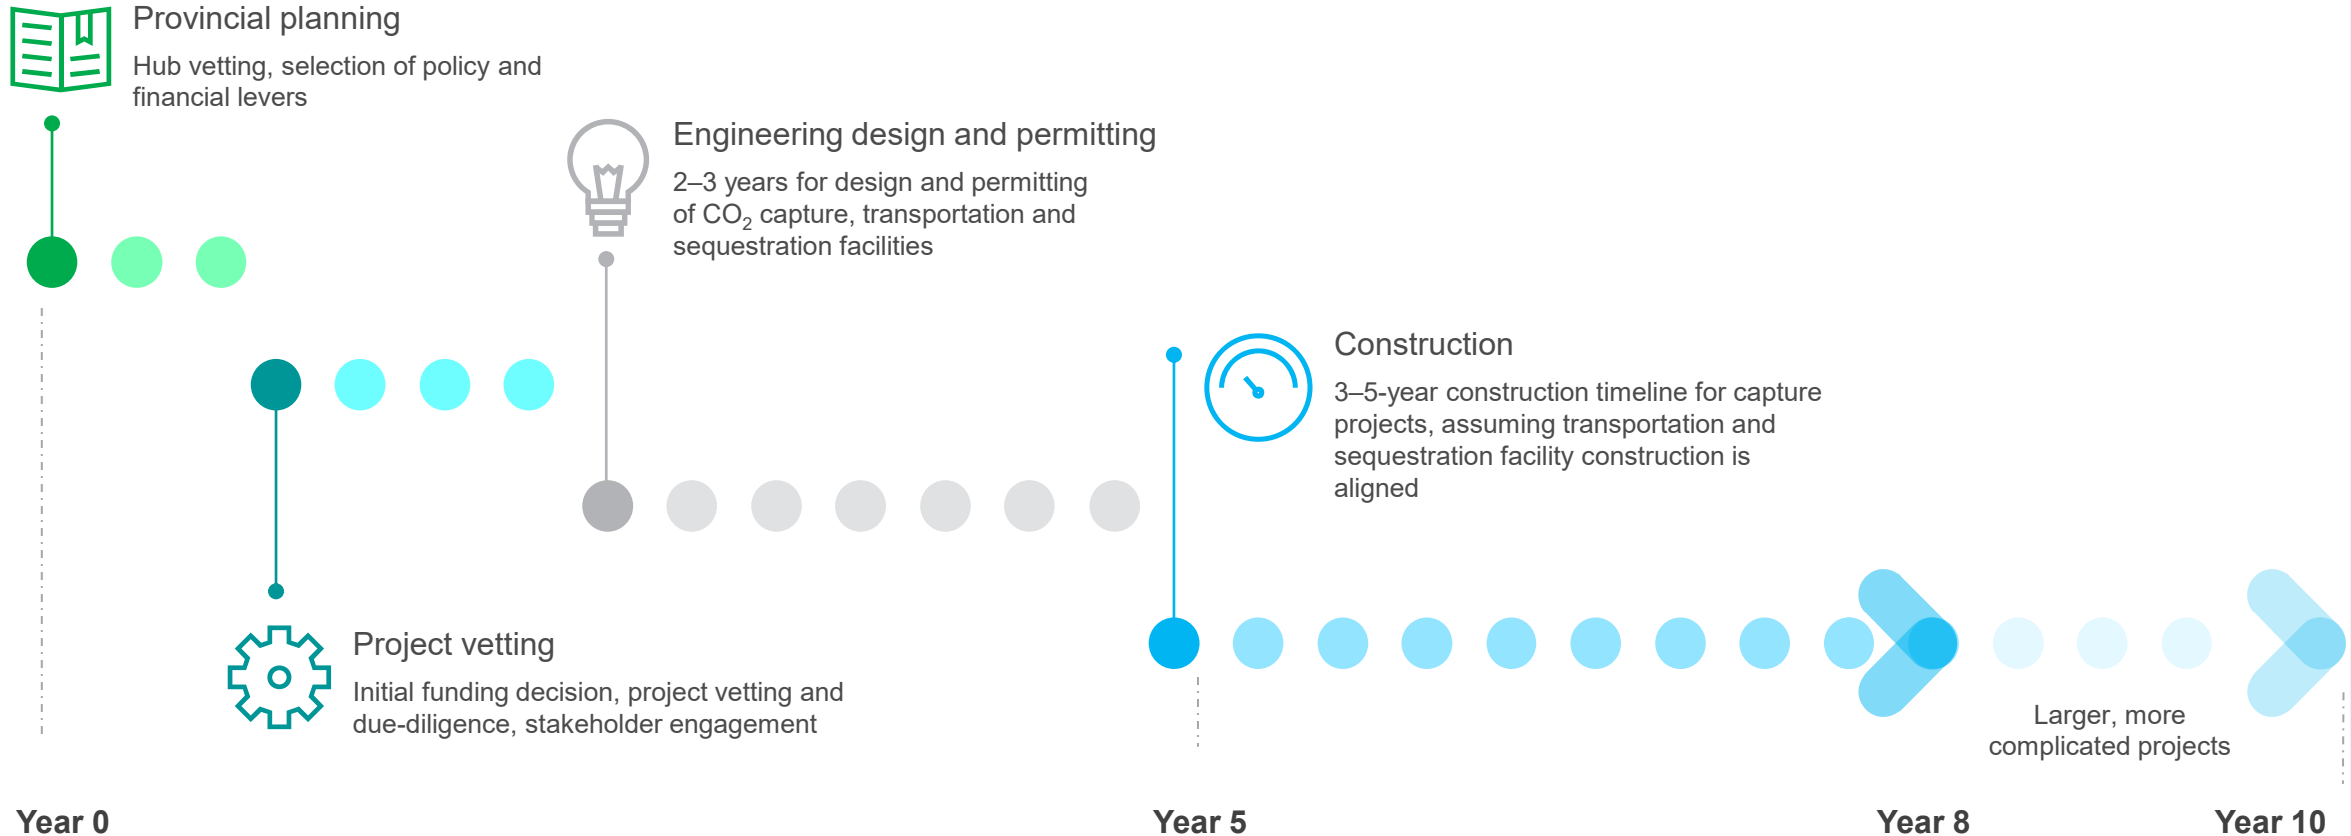 Provincial planning
Hub vetting, selection of policy and
financial levers
Engineering design and permitting
2–3 years for design and permitting
of CO₂ capture, transportation and
sequestration facilities
Construction
3–5-year construction timeline for capture
projects, assuming transportation and
sequestration facility construction is
aligned
Project vetting
Initial funding decision, project vetting and
due-diligence, stakeholder engagement
Larger, more
complicated projects
Year 0
Year 5
Year 8
Year 10